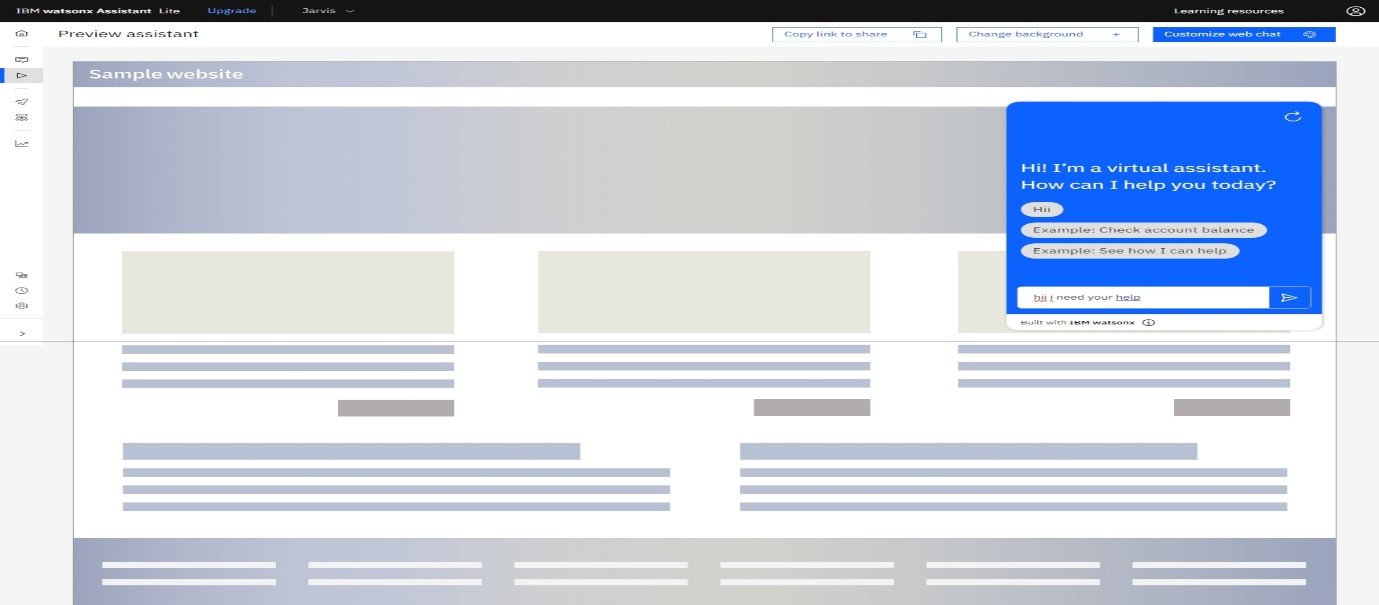 IBM watsonx Assistant Lite Upgrade Jarvis Learning resources
Preview assistant Copy link to share Change background + Customize web chat
Sample website
Hi! I'm a virtual assistant.
How can I help you today?
Hii
Example: Check account balance
Example: See how I can help
hii i need your help
Built with IBM watsonx